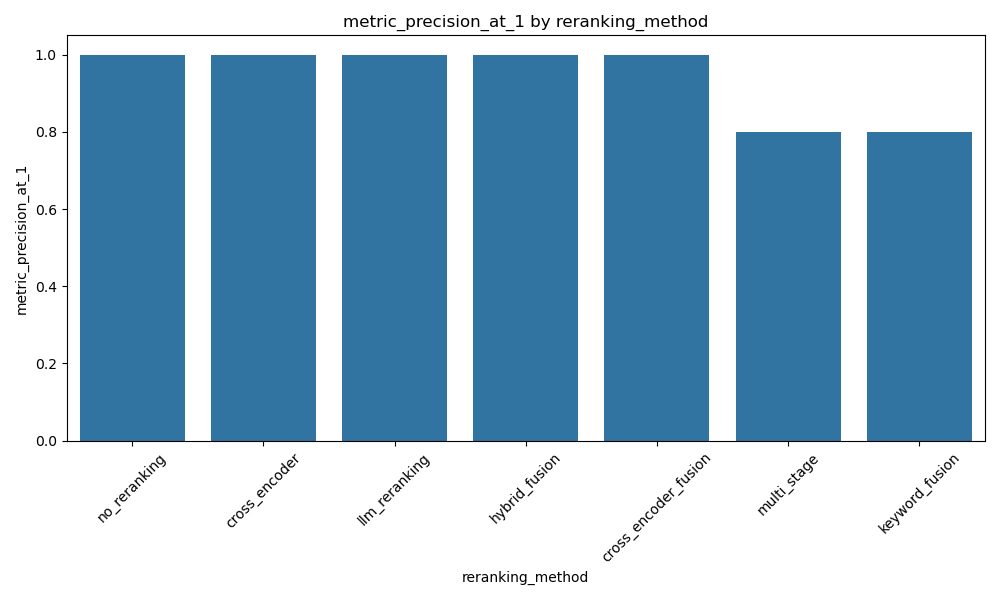 metric_precision_at_1 by reranking_method
metric_precision_at_1
1.0
0.8
0.6
0.4
0.2
0.0
no_reranking
cross_encoder
llm_reranking
hybrid_fusion
cross_encoder_fusion
multi_stage
keyword_fusion
reranking_method